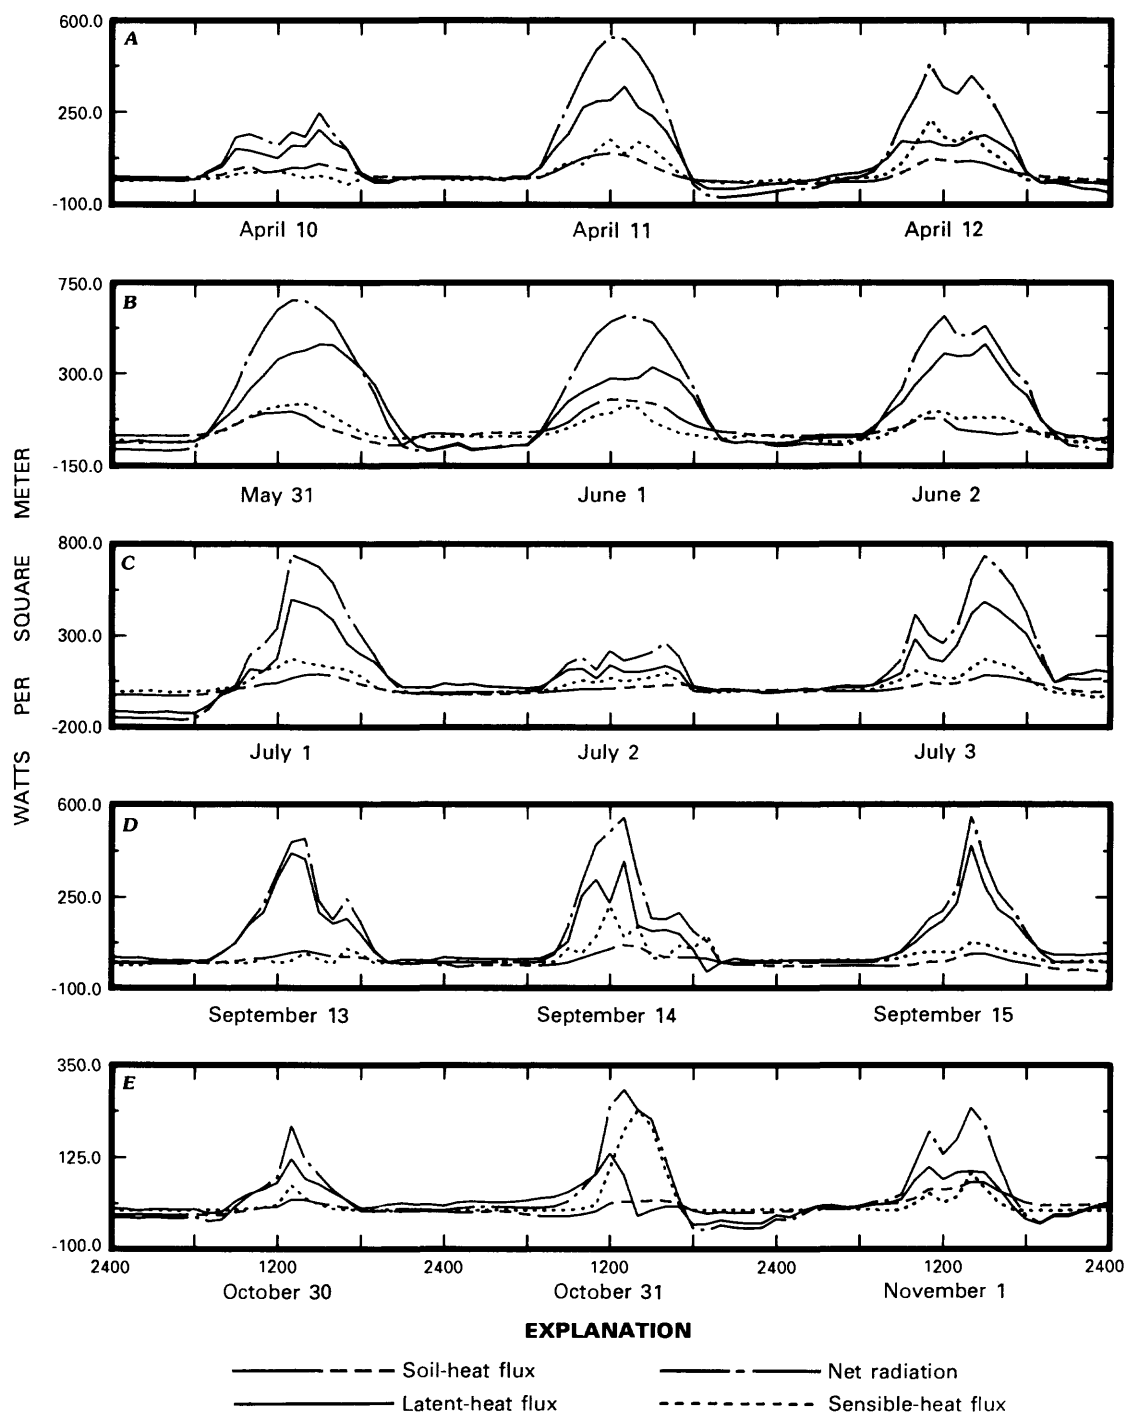 600.0
A
250.0
-100.0
April 10 April 11 April 12
750.0
B
300.0
-150.0
May 31 June 1 June 2
WATTS PER SQUARE METER
800.0
C
300.0
-200.0
July 1 July 2 July 3
600.0
D
250.0
-100.0
September 13 September 14 September 15
350.0
E
125.0
-100.0
2400 1200 2400 1200 2400 1200 2400
October 30 October 31 November 1
EXPLANATION
Soil-heat flux Net radiation
Latent-heat flux Sensible-heat flux